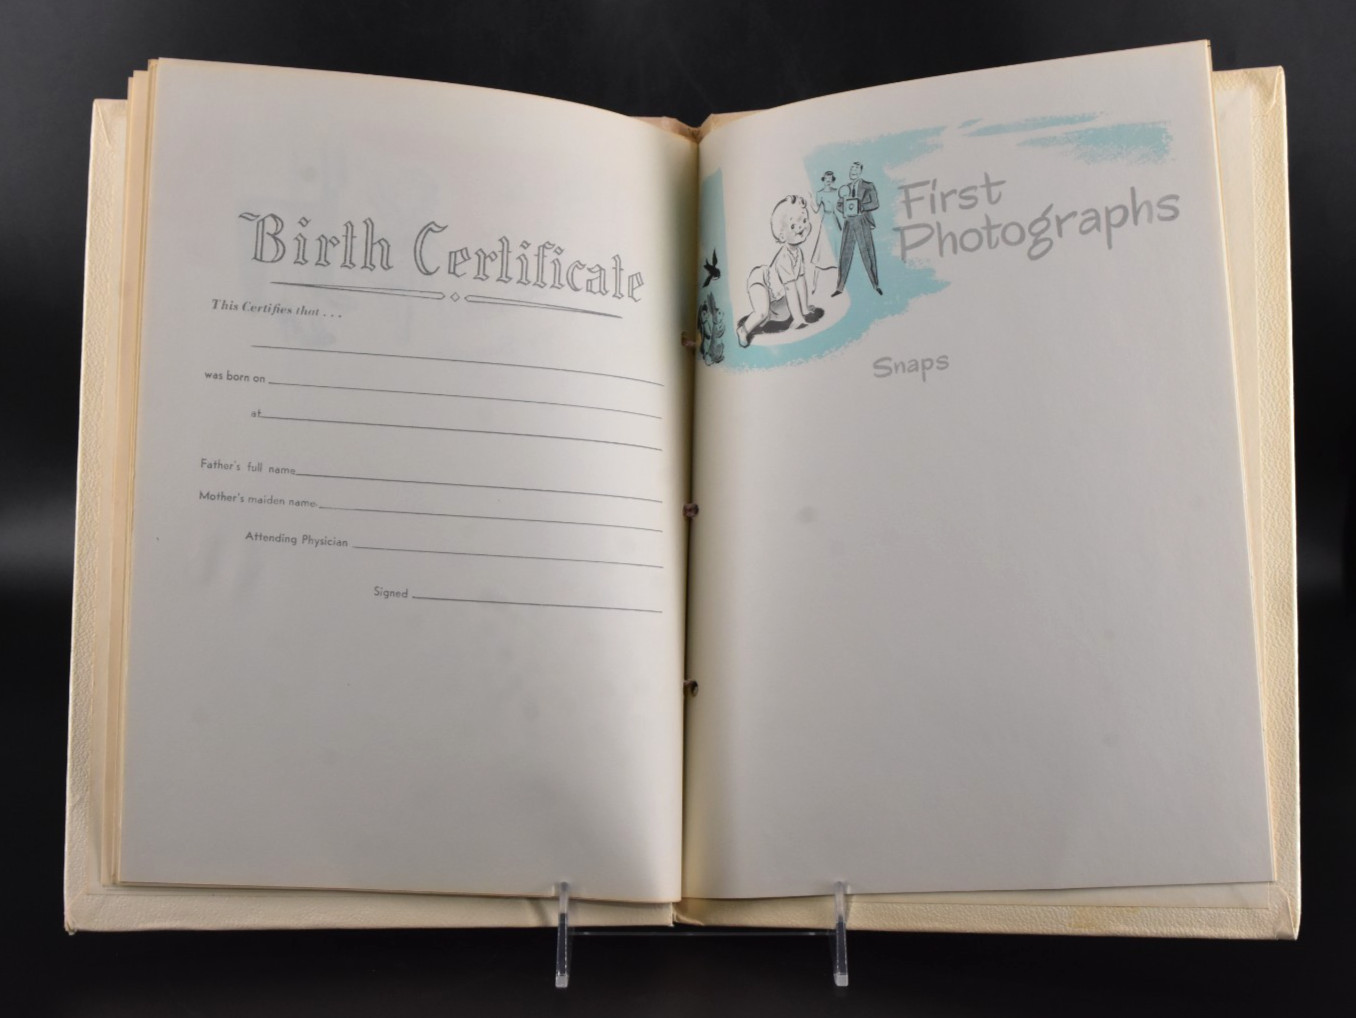 Birth Certificate
This Certifies that . . .
was born on
at
Father's full name
Mother's maiden name
Attending Physician
Signed
First
Photographs
Snaps